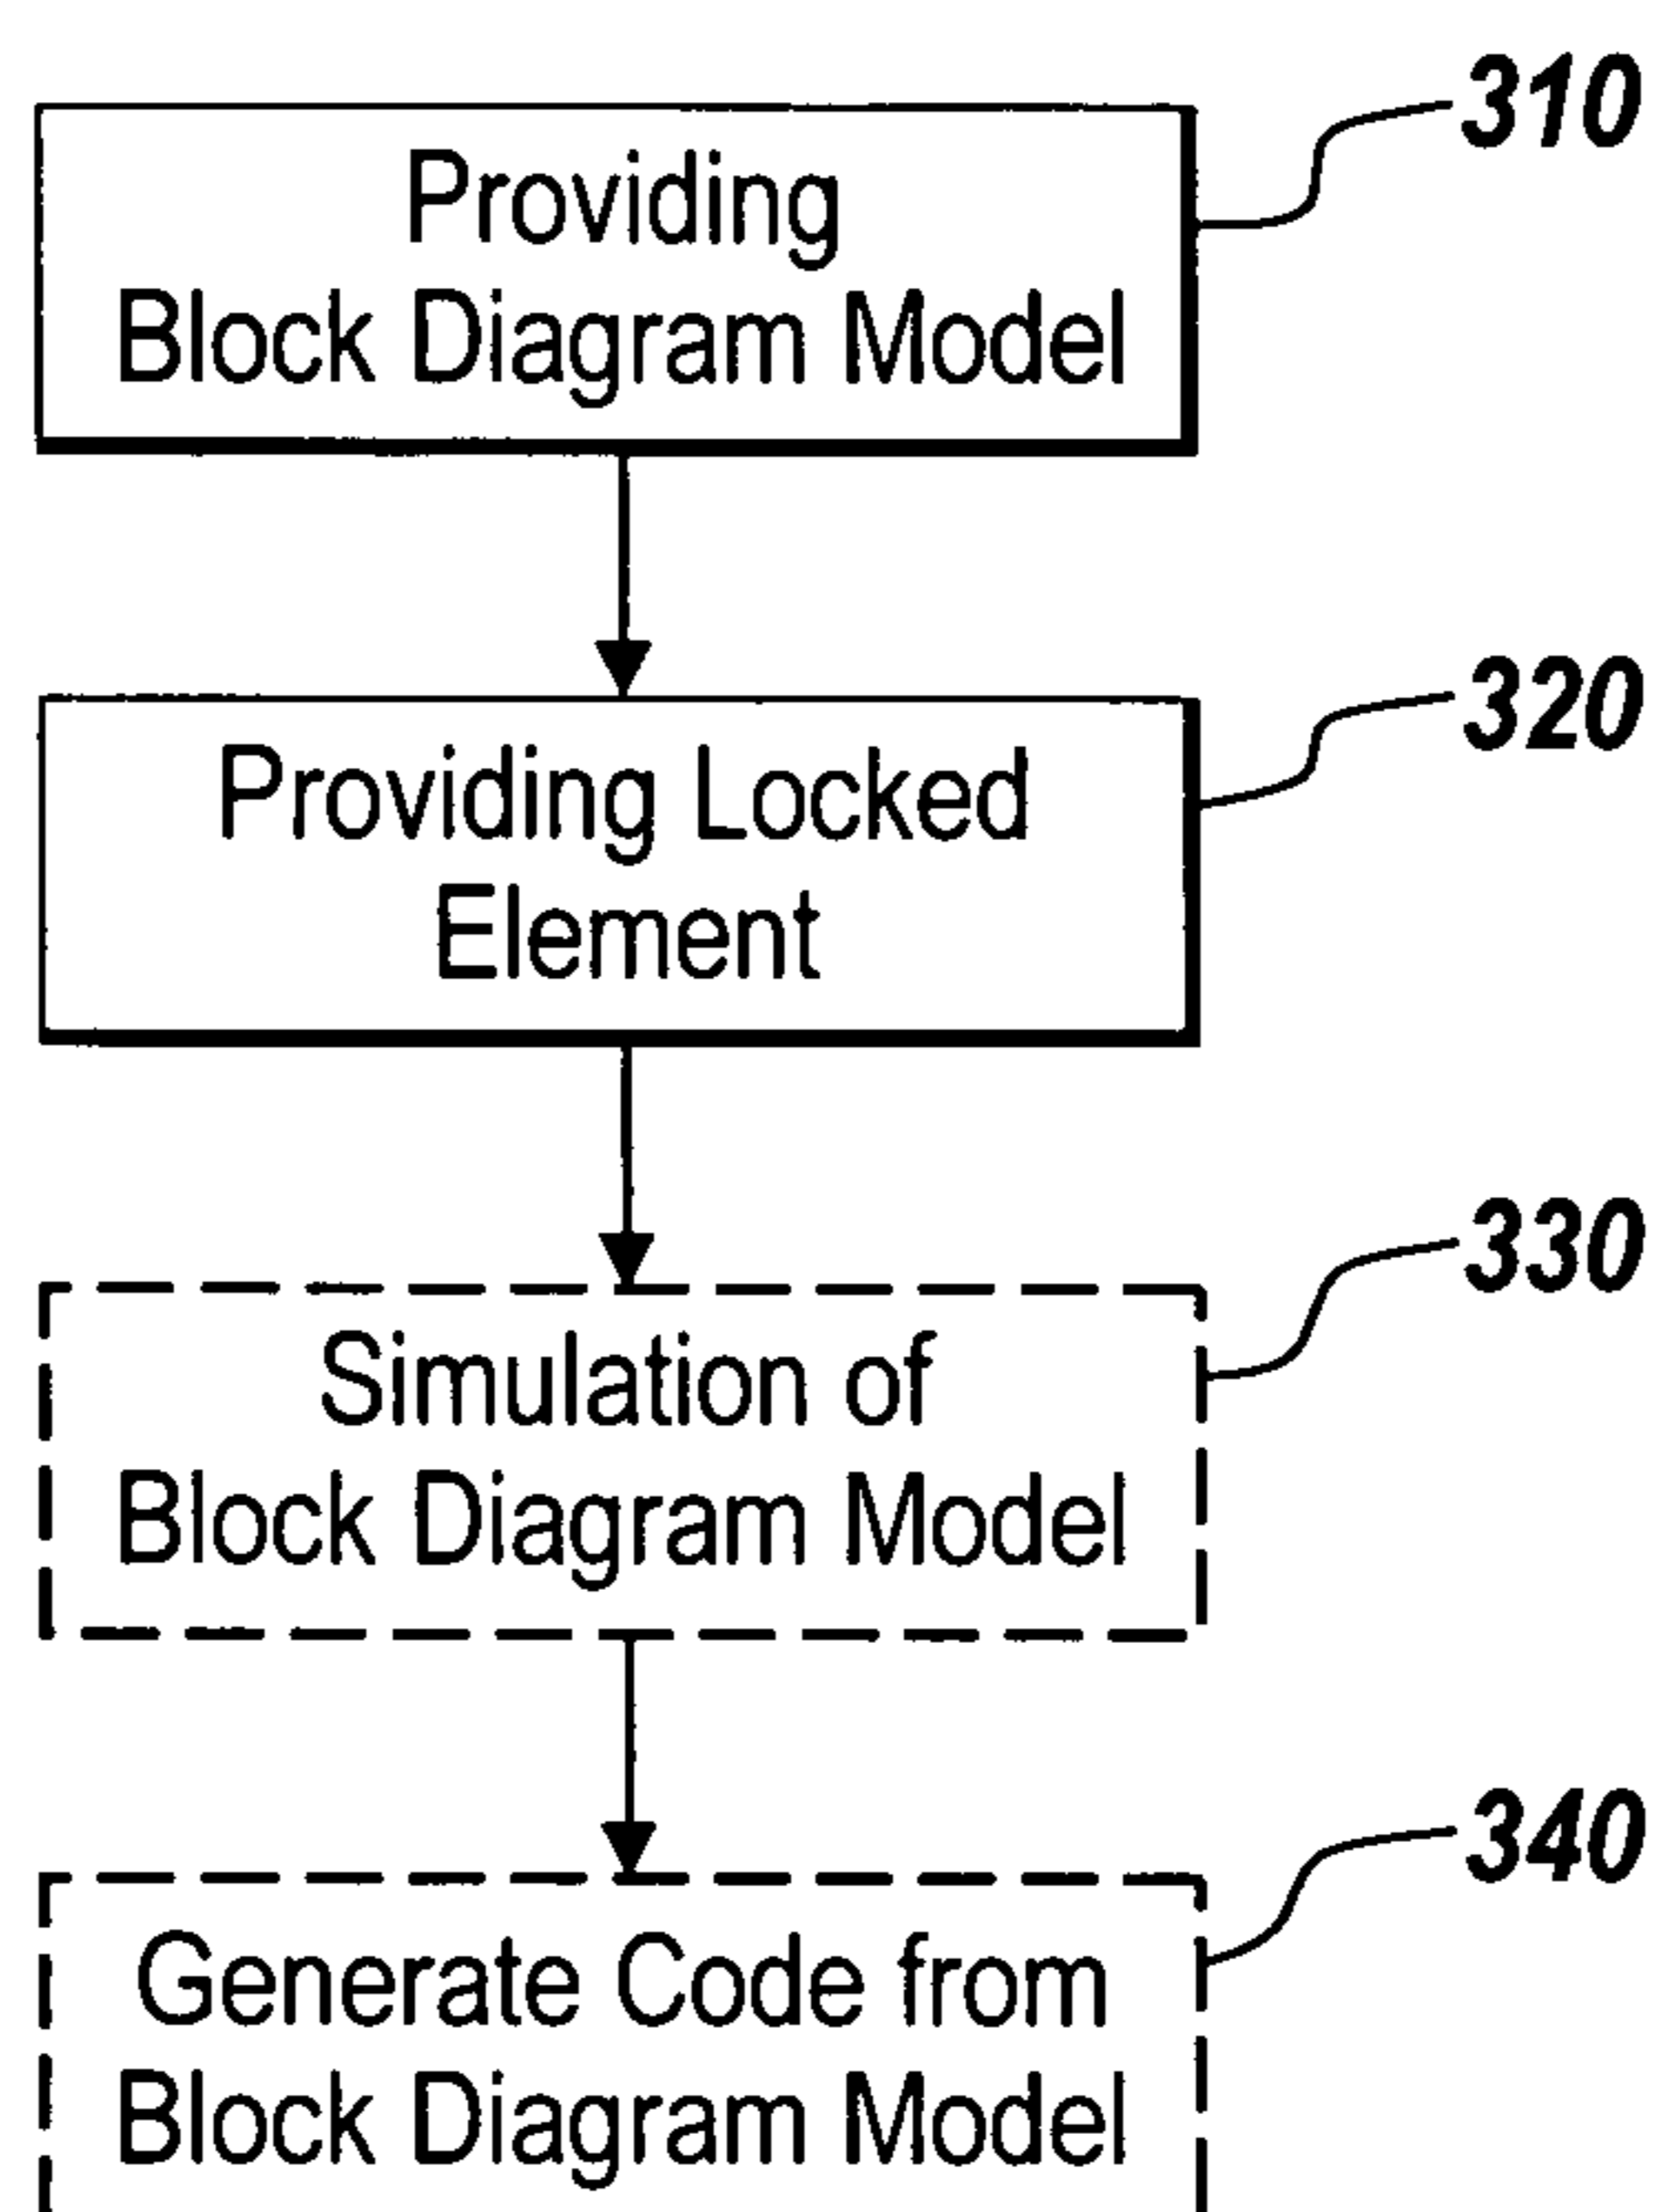 310
Providing
Block Diagram Model
320
Providing Locked
Element
330
Simulation of
Block Diagram Model
340
Generate Code from
Block Diagram Model